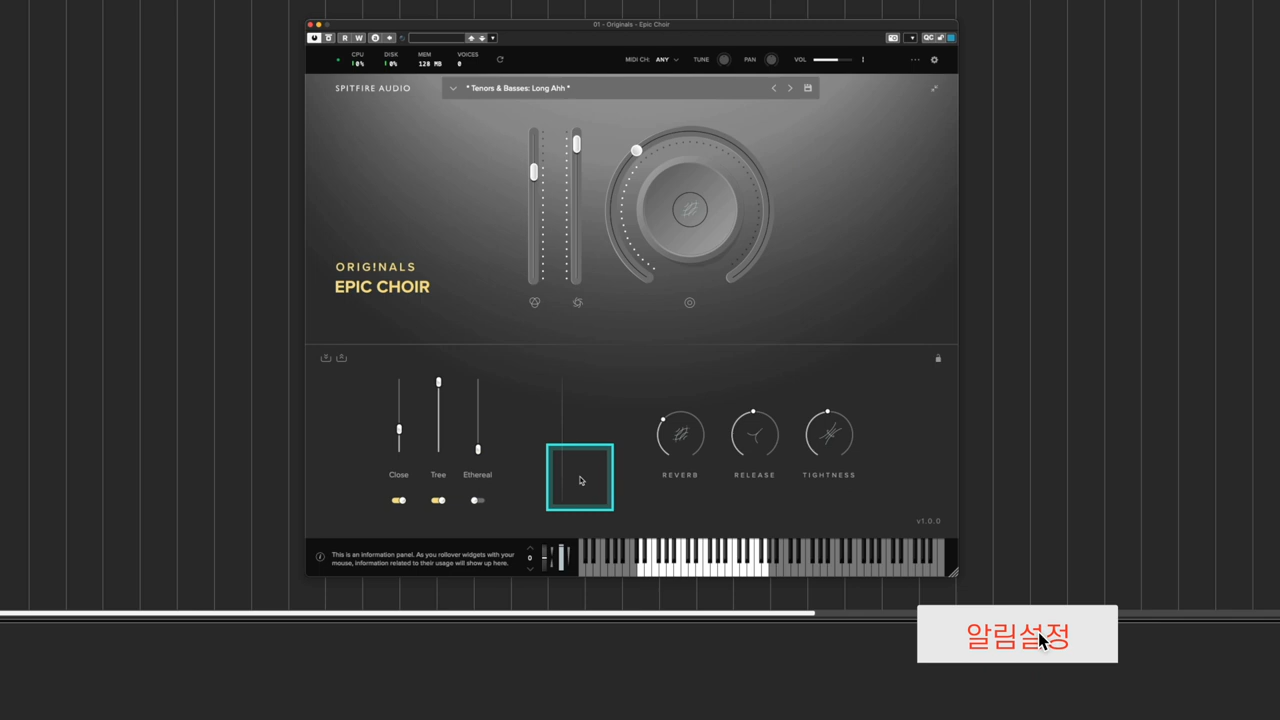 01 - Originals - Epic Choir
R W
QC
CPU
DISK
MEM
VOICES
0%
0%
128 MB
0
MIDI CH: ANY
TUNE
PAN
VOL
SPITFIRE AUDIO
* Tenors & Basses: Long Ahh *
ORIG!NALS
EPIC CHOIR
Close
Tree
Ethereal
REVERB
RELEASE
TIGHTNESS
v1.0.0
This is an information panel. As you rollover widgets with your
mouse, information related to their usage will show up here.
0
알림설정